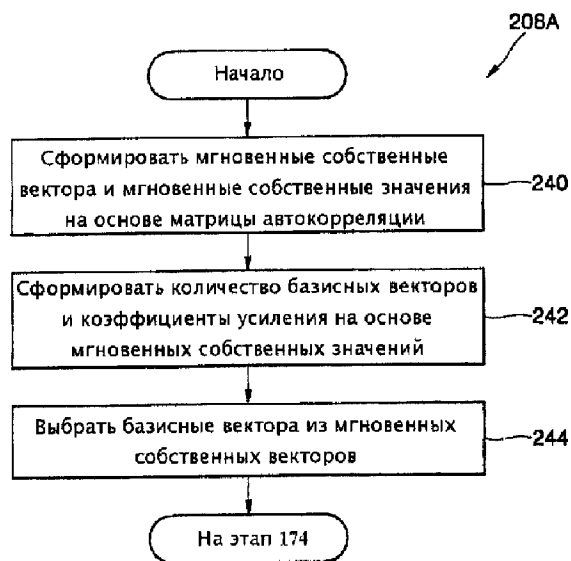 208A
Начало
Сформировать мгновенные собственные
вектора и мгновенные собственные значения
на основе матрицы автокорреляции
240
Сформировать количество базисных векторов
и коэффициенты усиления на основе
мгновенных собственных значений
242
Выбрать базисные вектора из мгновенных
собственных векторов
244
На этап 174